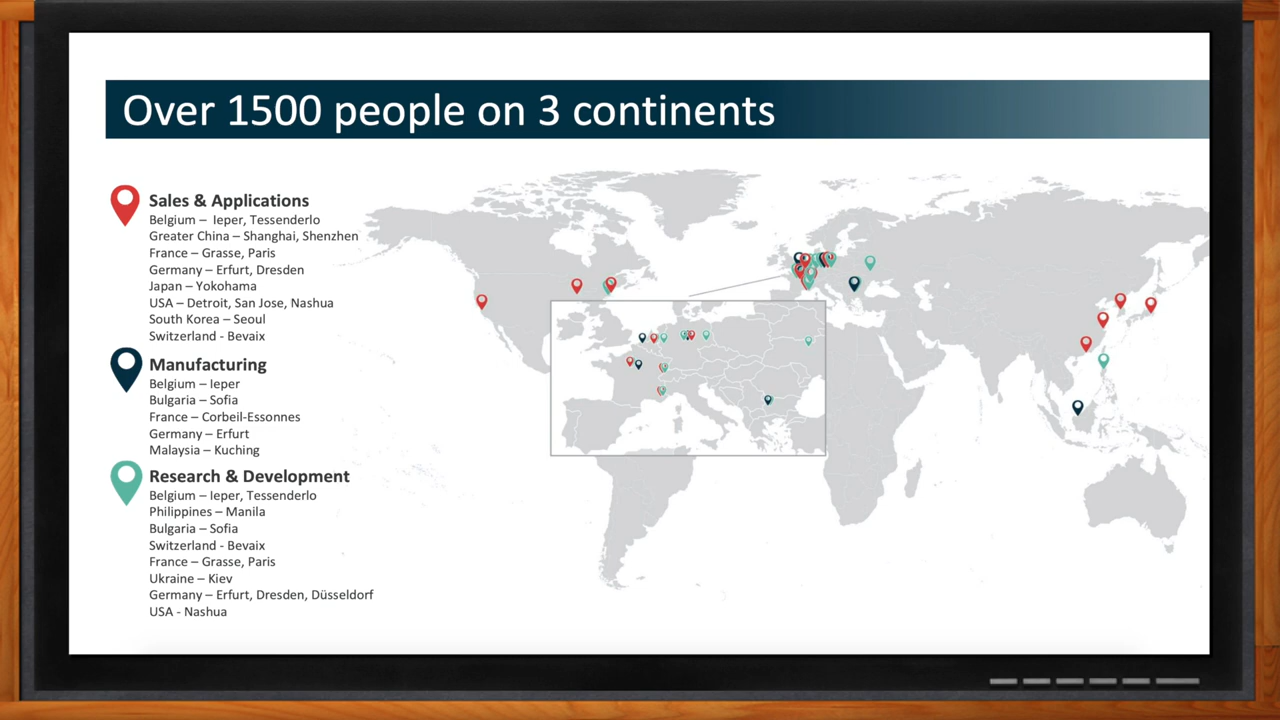 Over 1500 people on 3 continents
Sales & Applications
Belgium – Ieper, Tessenderlo
Greater China – Shanghai, Shenzhen
France – Grasse, Paris
Germany – Erfurt, Dresden
Japan – Yokohama
USA – Detroit, San Jose, Nashua
South Korea – Seoul
Switzerland - Bevaix
Manufacturing
Belgium – Ieper
Bulgaria – Sofia
France – Corbeil-Essonnes
Germany – Erfurt
Malaysia – Kuching
Research & Development
Belgium – Ieper, Tessenderlo
Philippines – Manila
Bulgaria – Sofia
Switzerland - Bevaix
France – Grasse, Paris
Ukraine – Kiev
Germany – Erfurt, Dresden, Düsseldorf
USA - Nashua